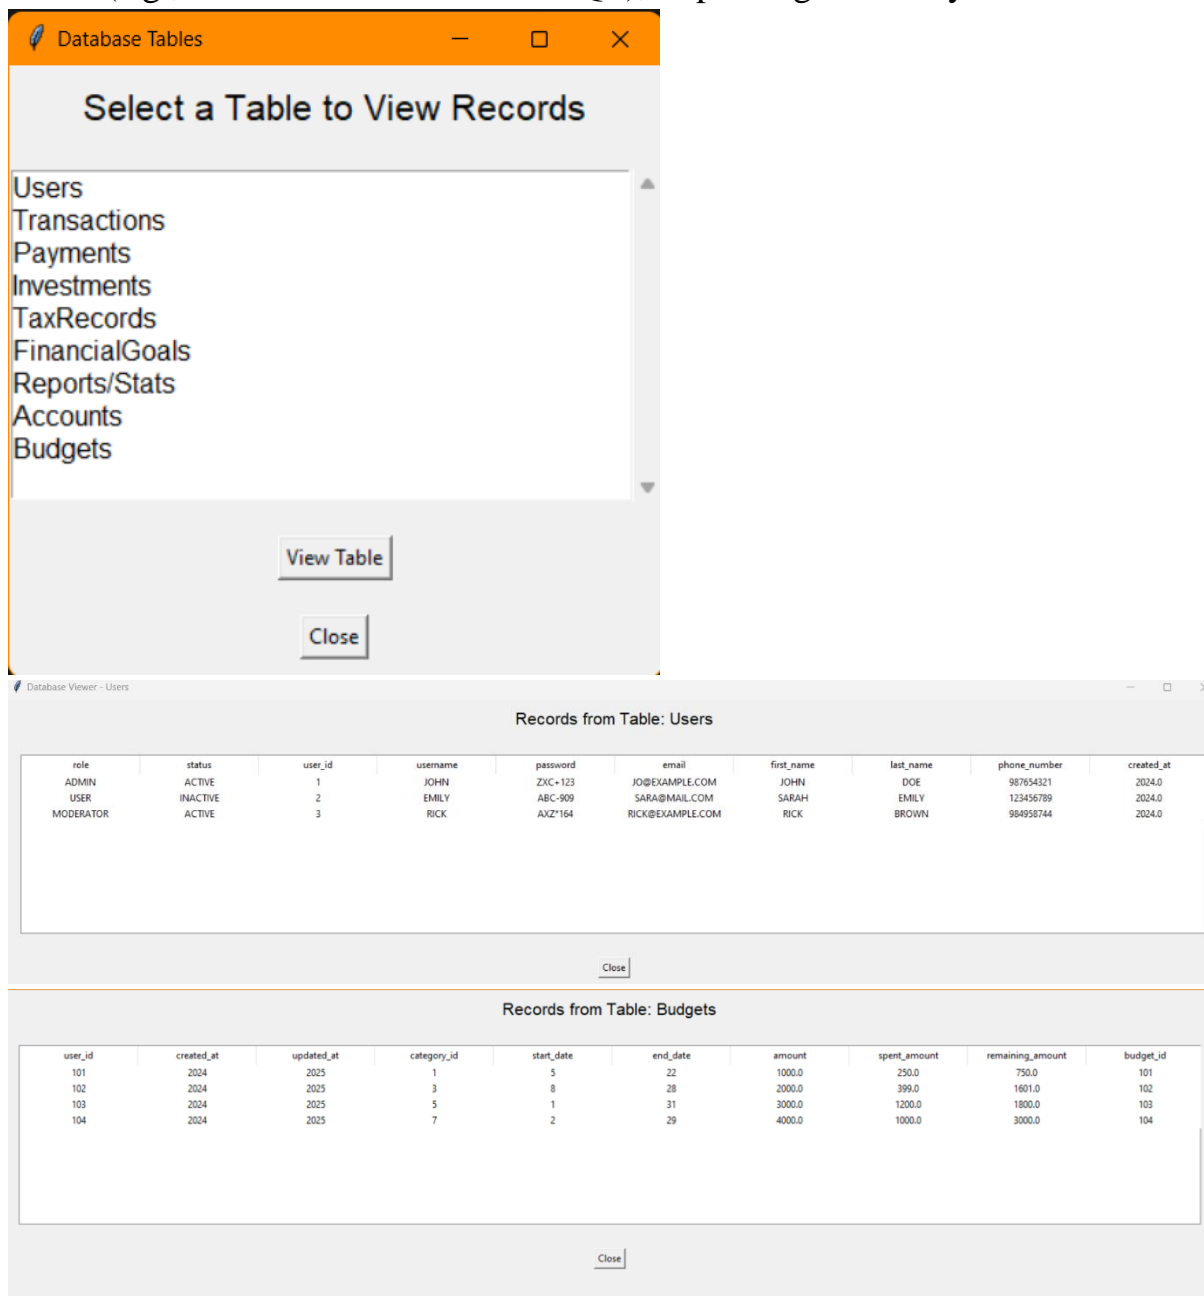 Database Tables
Select a Table to View Records
Users
Transactions
Payments
Investments
TaxRecords
FinancialGoals
Reports/Stats
Accounts
Budgets
View Table
Close
Database Viewer - Users
Records from Table: Users
role status user_id username password email first_name last_name phone_number created_at
ADMIN ACTIVE 1 JOHN ZXC+123 JO@EXAMPLE.COM JOHN DOE 987654321 2024.0
USER INACTIVE 2 EMILY ABC-909 SARA@MAIL.COM SARAH EMILY 123456789 2024.0
MODERATOR ACTIVE 3 RICK AXZ*164 RICK@EXAMPLE.COM RICK BROWN 984958744 2024.0
Close
Records from Table: Budgets
user_id created_at updated_at category_id start_date end_date amount spent_amount remaining_amount budget_id
101 2024 2025 1 5 22 1000.0 250.0 750.0 101
102 2024 2025 3 8 28 2000.0 399.0 1601.0 102
103 2024 2025 5 1 31 3000.0 1200.0 1800.0 103
104 2024 2025 7 2 29 4000.0 1000.0 3000.0 104
Close